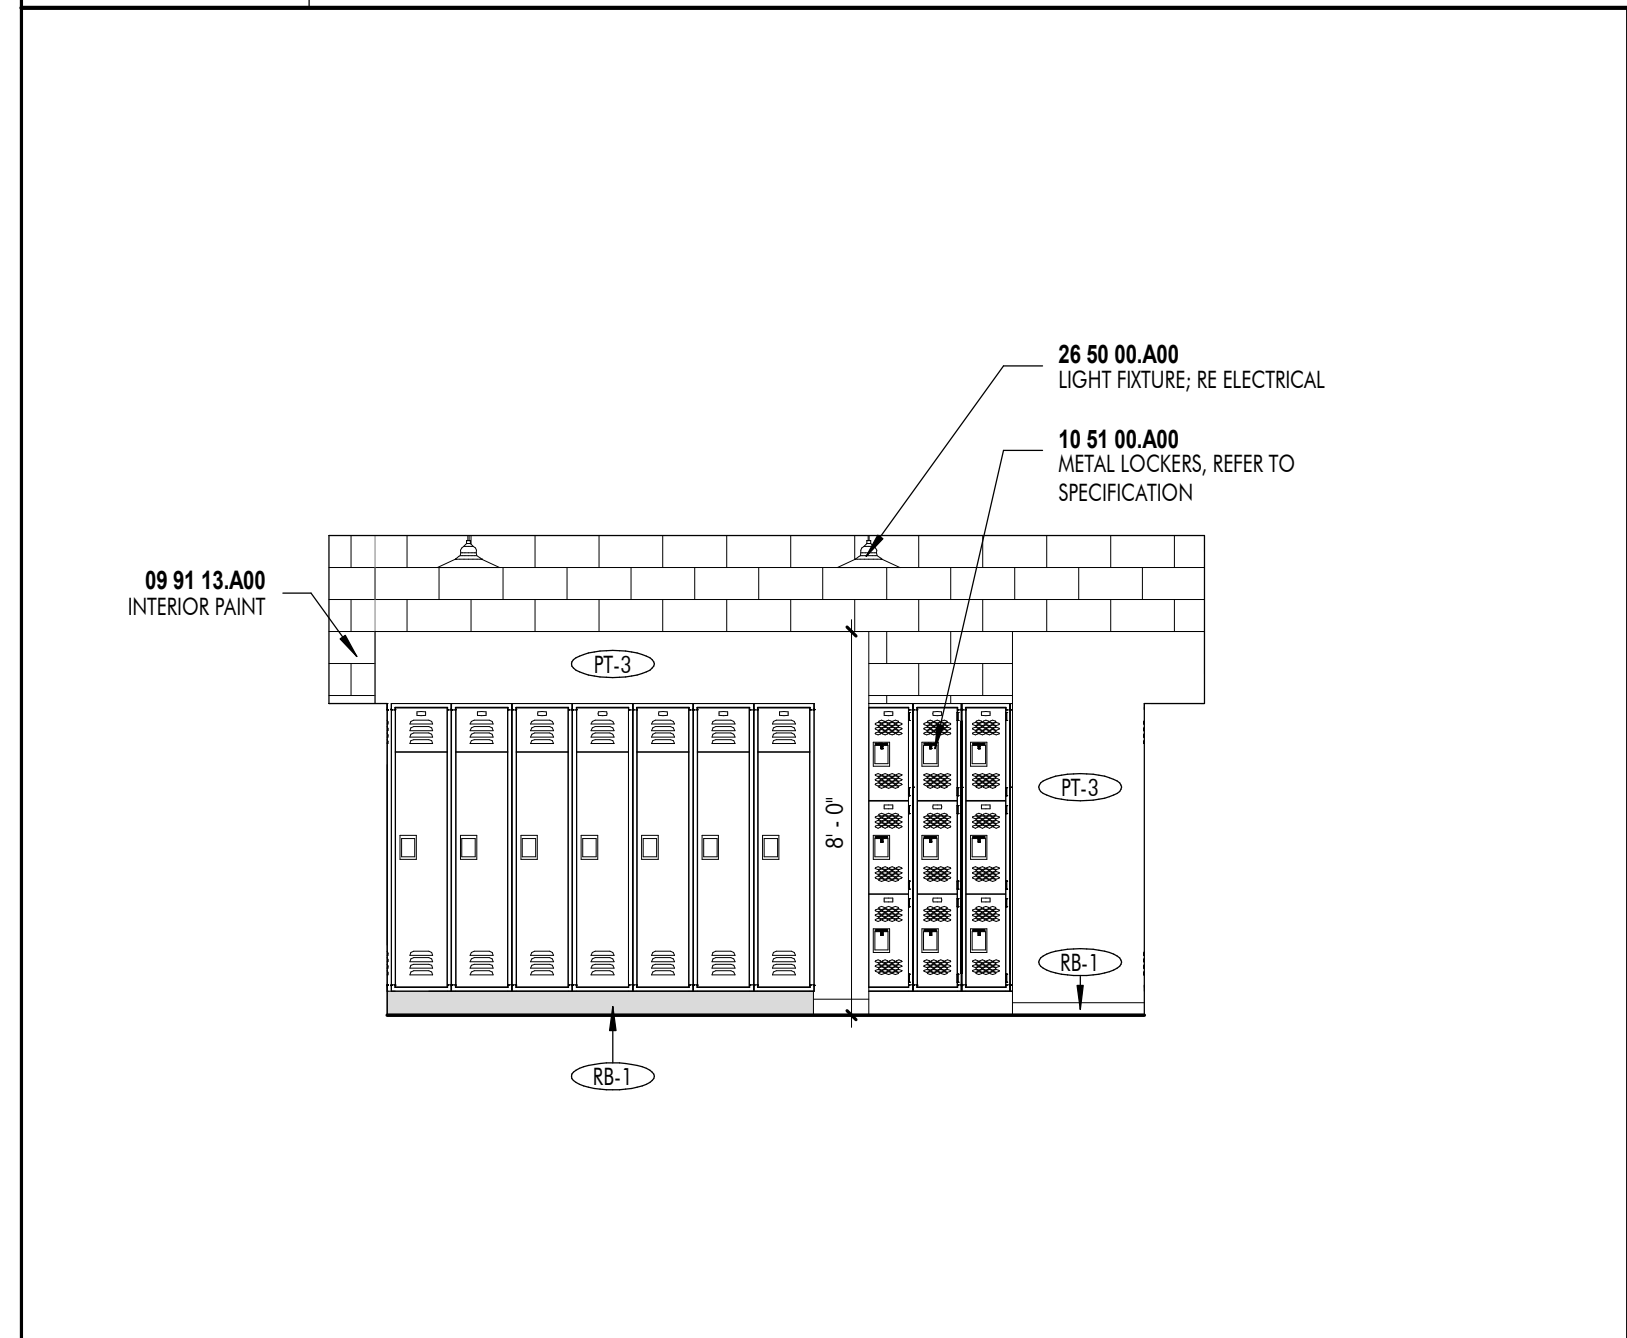 26 50 00.A00
LIGHT FIXTURE; RE ELECTRICAL
10 51 00.A00
METAL LOCKERS, REFER TO
SPECIFICATION
09 91 13.A00
INTERIOR PAINT
PT-3
PT-3
8' - 0"
RB-1
RB-1